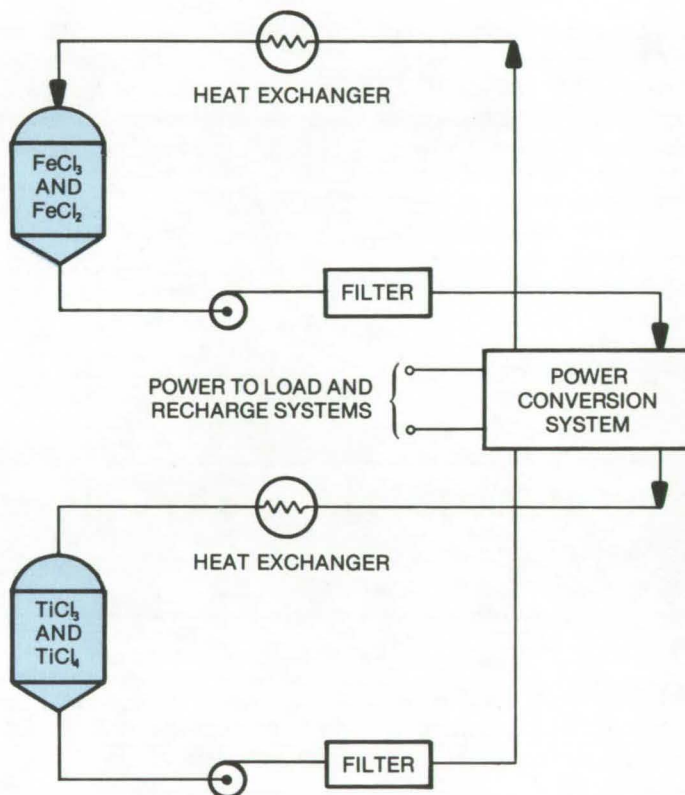 HEAT EXCHANGER
FeCl₃
AND
FeCl₂
FILTER
POWER TO LOAD AND
RECHARGE SYSTEMS
POWER
CONVERSION
SYSTEM
HEAT EXCHANGER
TiCl₃
AND
TiCl₄
FILTER